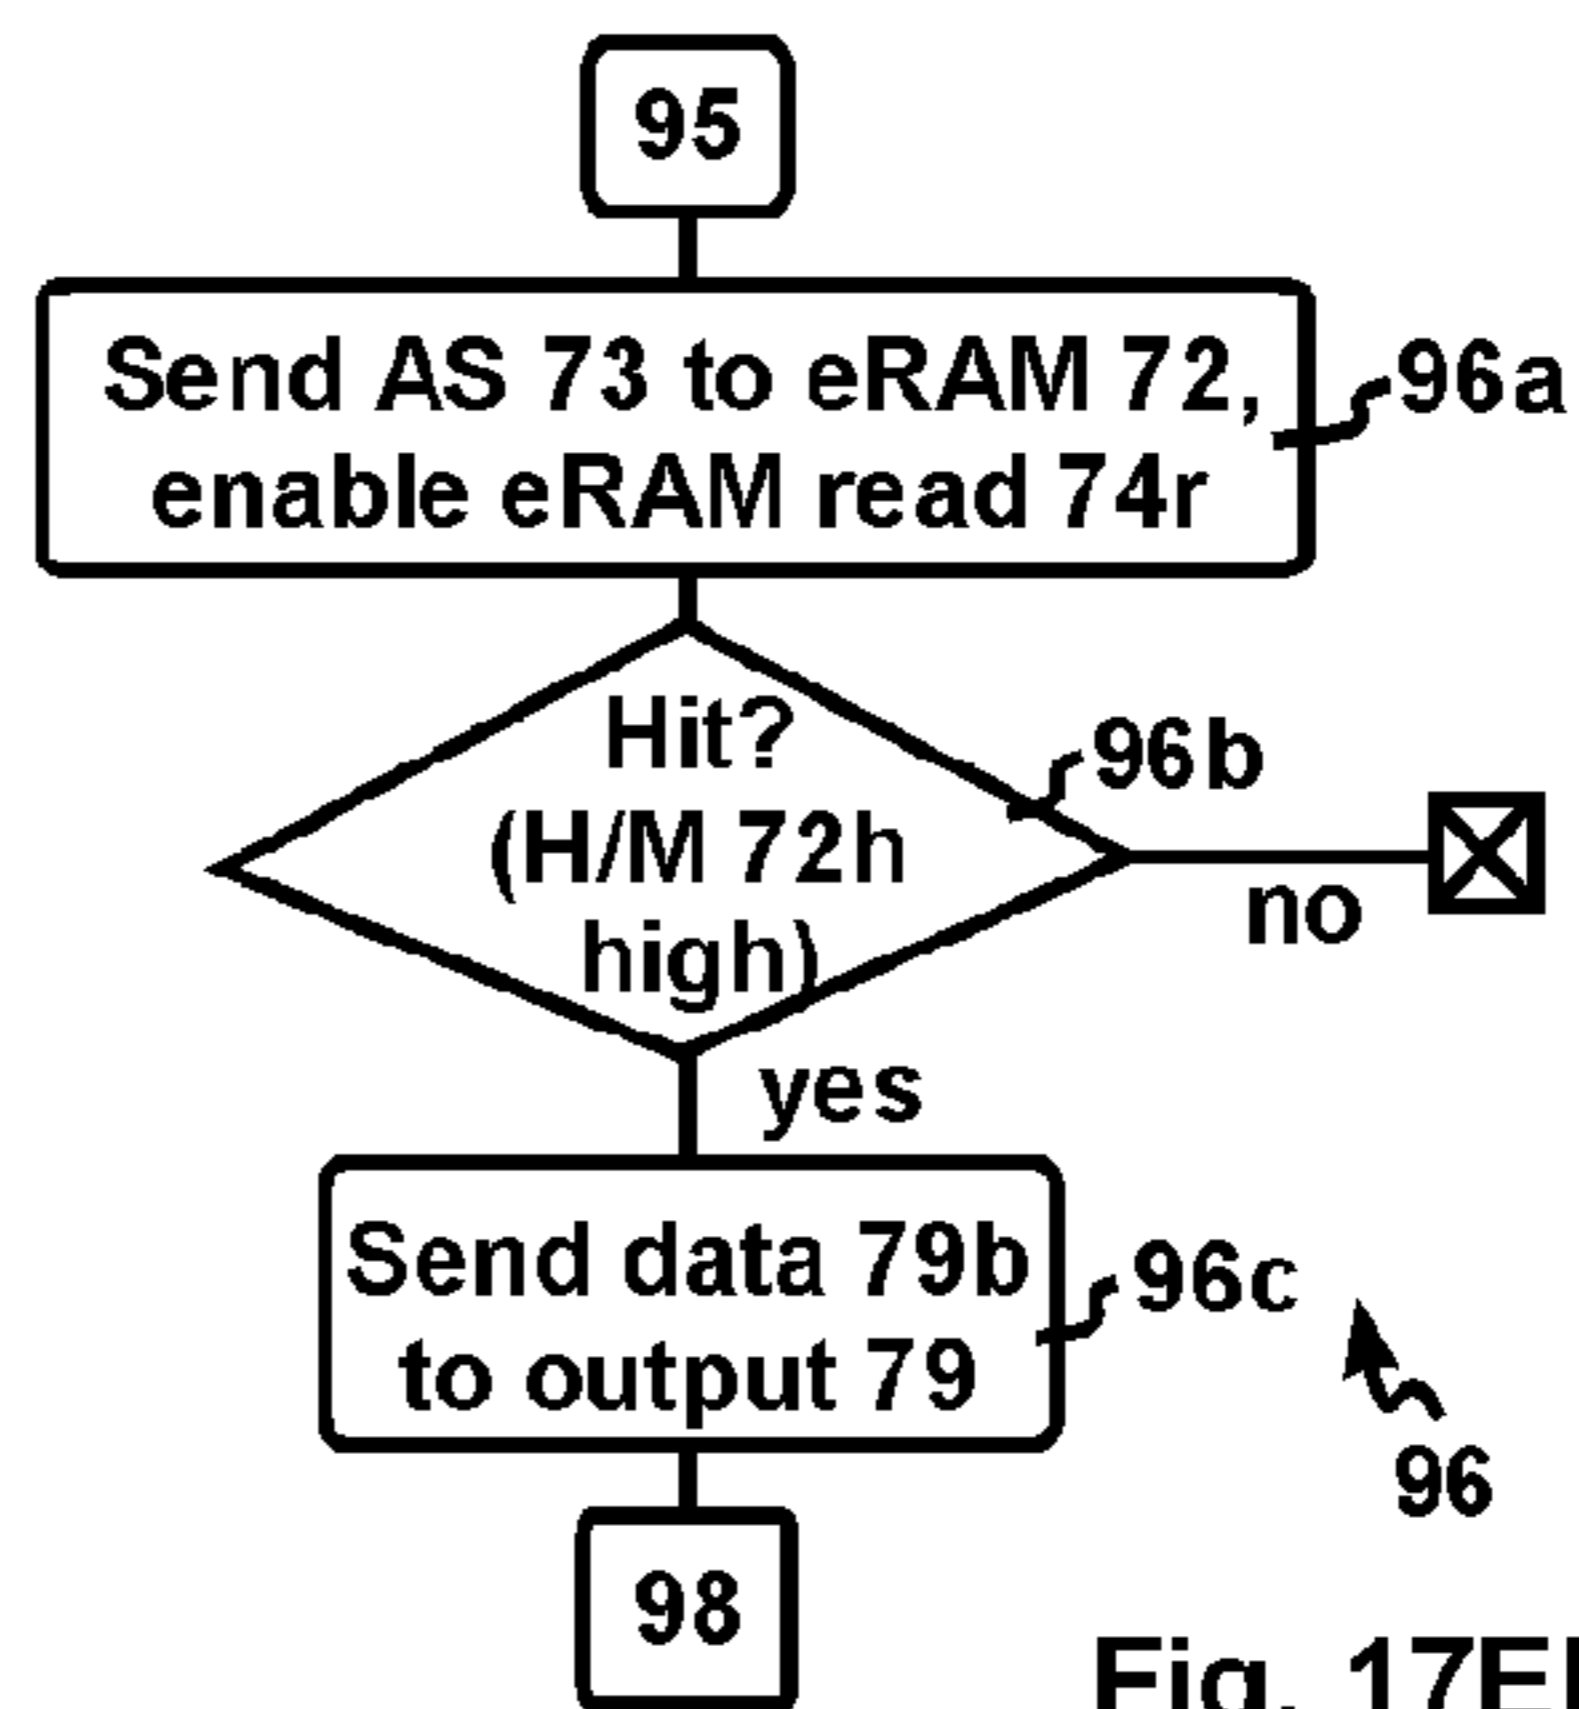 95
Send AS 73 to eRAM 72,
enable eRAM read 74r
96a
Hit?
(H/M 72h
high)
96b
no
yes
Send data 79b
to output 79
96c
96
98
Fig.